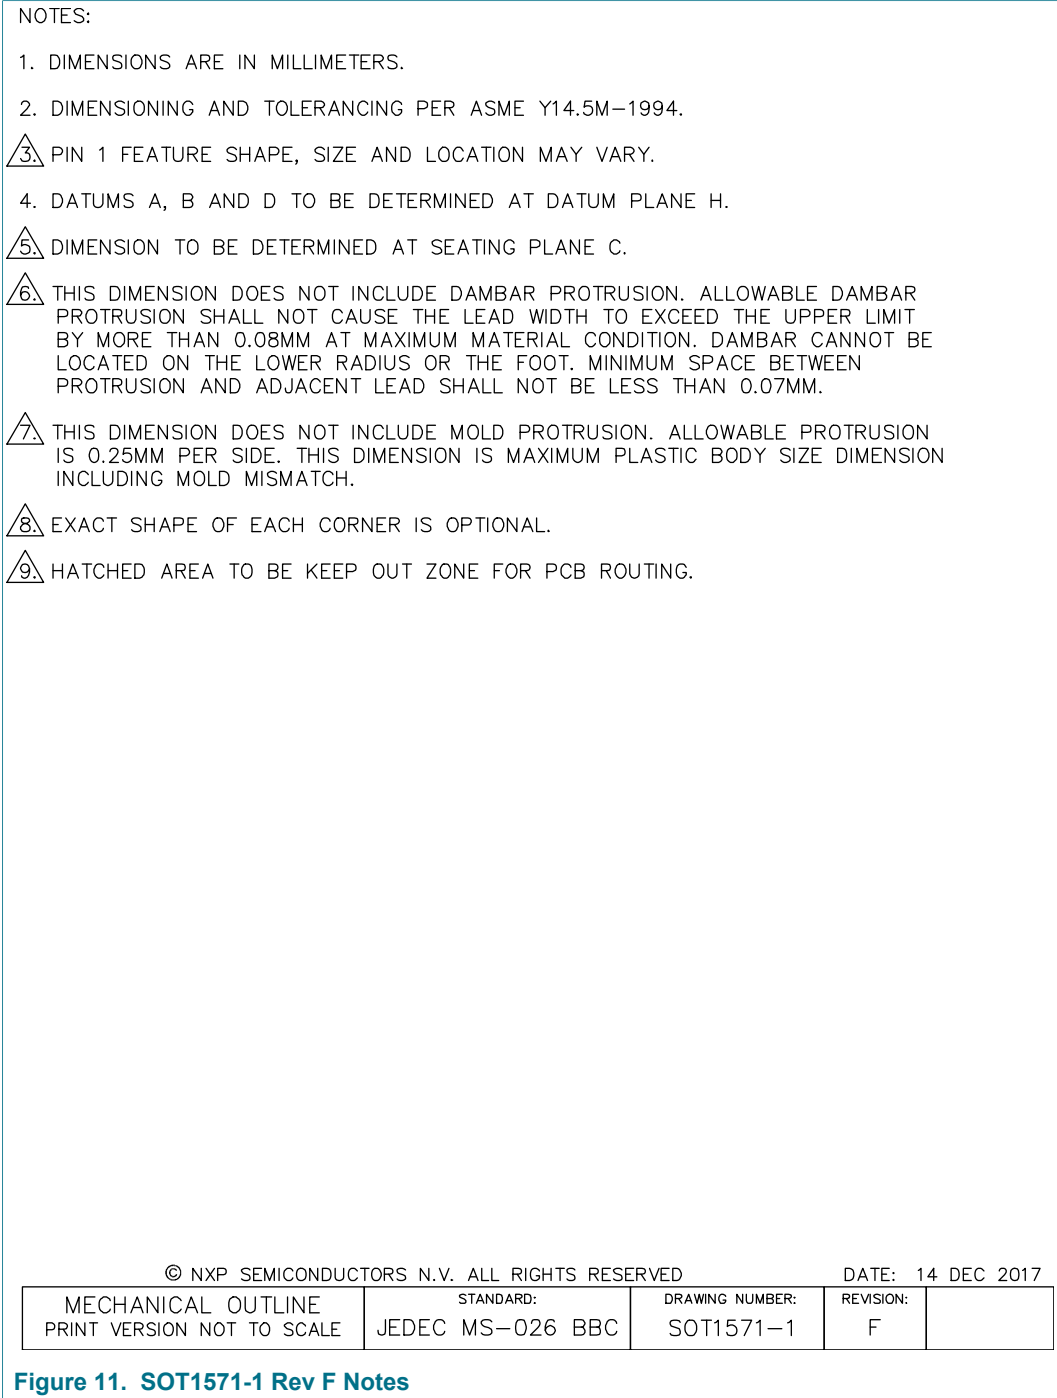 NOTES:
1. DIMENSIONS ARE IN MILLIMETERS.
2. DIMENSIONING AND TOLERANCING PER ASME Y14.5M-1994.
3. PIN 1 FEATURE SHAPE, SIZE AND LOCATION MAY VARY.
4. DATUMS A, B AND D TO BE DETERMINED AT DATUM PLANE H.
5. DIMENSION TO BE DETERMINED AT SEATING PLANE C.
6. THIS DIMENSION DOES NOT INCLUDE DAMBAR PROTRUSION. ALLOWABLE DAMBAR
PROTRUSION SHALL NOT CAUSE THE LEAD WIDTH TO EXCEED THE UPPER LIMIT
BY MORE THAN 0.08MM AT MAXIMUM MATERIAL CONDITION. DAMBAR CANNOT BE
LOCATED ON THE LOWER RADIUS OR THE FOOT. MINIMUM SPACE BETWEEN
PROTRUSION AND ADJACENT LEAD SHALL NOT BE LESS THAN 0.07MM.
7. THIS DIMENSION DOES NOT INCLUDE MOLD PROTRUSION. ALLOWABLE PROTRUSION
IS 0.25MM PER SIDE. THIS DIMENSION IS MAXIMUM PLASTIC BODY SIZE DIMENSION
INCLUDING MOLD MISMATCH.
8. EXACT SHAPE OF EACH CORNER IS OPTIONAL.
9. HATCHED AREA TO BE KEEP OUT ZONE FOR PCB ROUTING.
© NXP SEMICONDUCTORS N.V. ALL RIGHTS RESERVED
DATE: 14 DEC 2017
MECHANICAL OUTLINE
PRINT VERSION NOT TO SCALE
STANDARD:
JEDEC MS-026 BBC
DRAWING NUMBER:
SOT1571-1
REVISION:
F
Figure 11. SOT1571-1 Rev F Notes